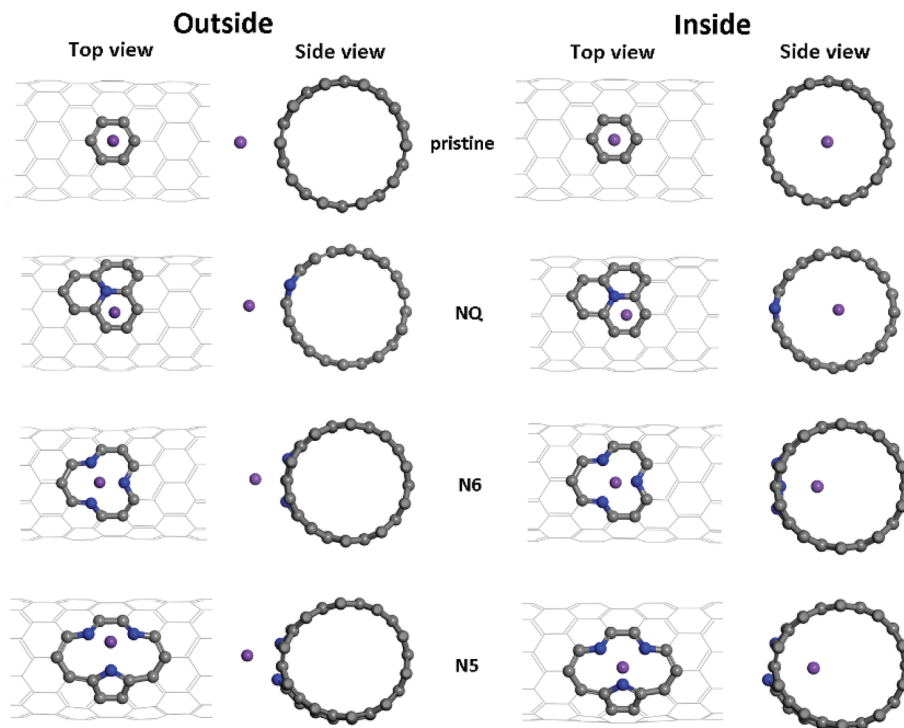 Outside
Inside
Top view
Side view
Top view
Side view
pristine
NQ
N6
N5